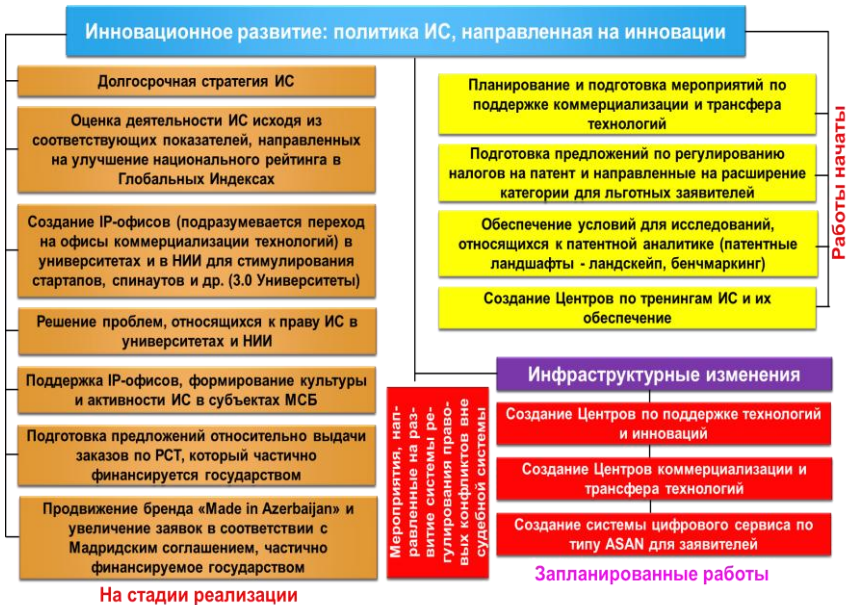 Инновационное развитие: политика ИС, направленная на инновации
Долгосрочная стратегия ИС
Оценка деятельности ИС исходя из
соответствующих показателей, направленных
на улучшение национального рейтинга в
Глобальных Индексах
Создание IP-офисов (подразумевается переход
на офисы коммерциализации технологий) в
университетах и в НИИ для стимулирования
стартапов, спинаутов и др. (3.0 Университеты)
Решение проблем, относящихся к праву ИС в
университетах и НИИ
Поддержка IP-офисов, формирование культуры
и активности ИС в субъектах МСБ
Подготовка предложений относительно выдачи
заказов по PCT, который частично
финансируется государством
Продвижение бренда «Made in Azerbaijan» и
увеличение заявок в соответствии с
Мадридским соглашением, частично
финансируемое государством
На стадии реализации
Планирование и подготовка мероприятий по
поддержке коммерциализации и трансфера
технологий
Подготовка предложений по регулированию
налогов на патент и направленные на расширение
категории для льготных заявителей
Обеспечение условий для исследований,
относящихся к патентной аналитике (патентные
ландшафты - ландскейп, бенчмаркинг)
Создание Центров по тренингам ИС и их
обеспечение
Работы начаты
Мероприятия, нап-
равленные на раз-
витие системы ре-
гулирования право-
вых конфликтов вне
судебной системы
Инфраструктурные изменения
Создание Центров по поддержке технологий
и инноваций
Создание Центров коммерциализации и
трансфера технологий
Создание системы цифрового сервиса по
типу ASAN для заявителей
Запланированные работы